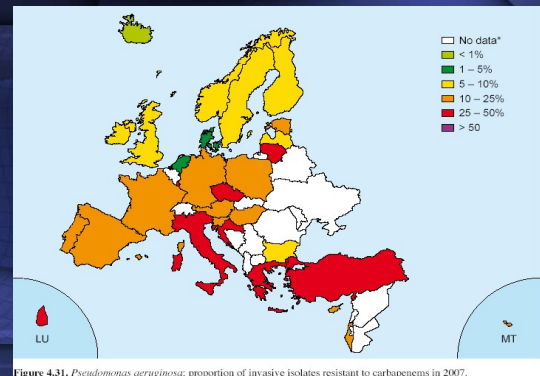 No data*
< 1%
1 – 5%
5 – 10%
10 – 25%
25 – 50%
> 50
LU
MT
Figure 4.31. Pseudomonas aeruginosa: proportion of invasive isolates resistant to carbapenems in 2007.